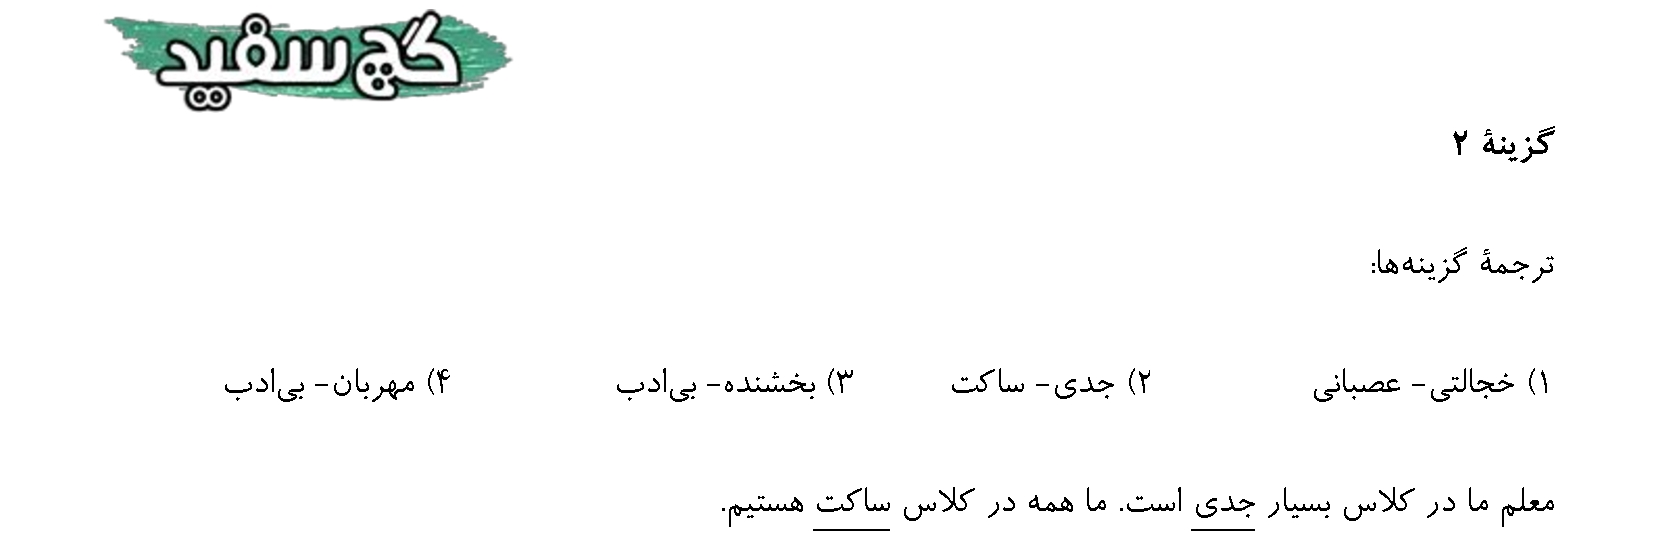 گچ سفید
گزینهٔ ۲
ترجمهٔ گزینه‌ها:
۱) خجالتی- عصبانی ۲) جدی- ساکت ۳) بخشنده- بی‌ادب ۴) مهربان- بی‌ادب
معلم ما در کلاس بسیار جدی است. ما همه در کلاس ساکت هستیم.